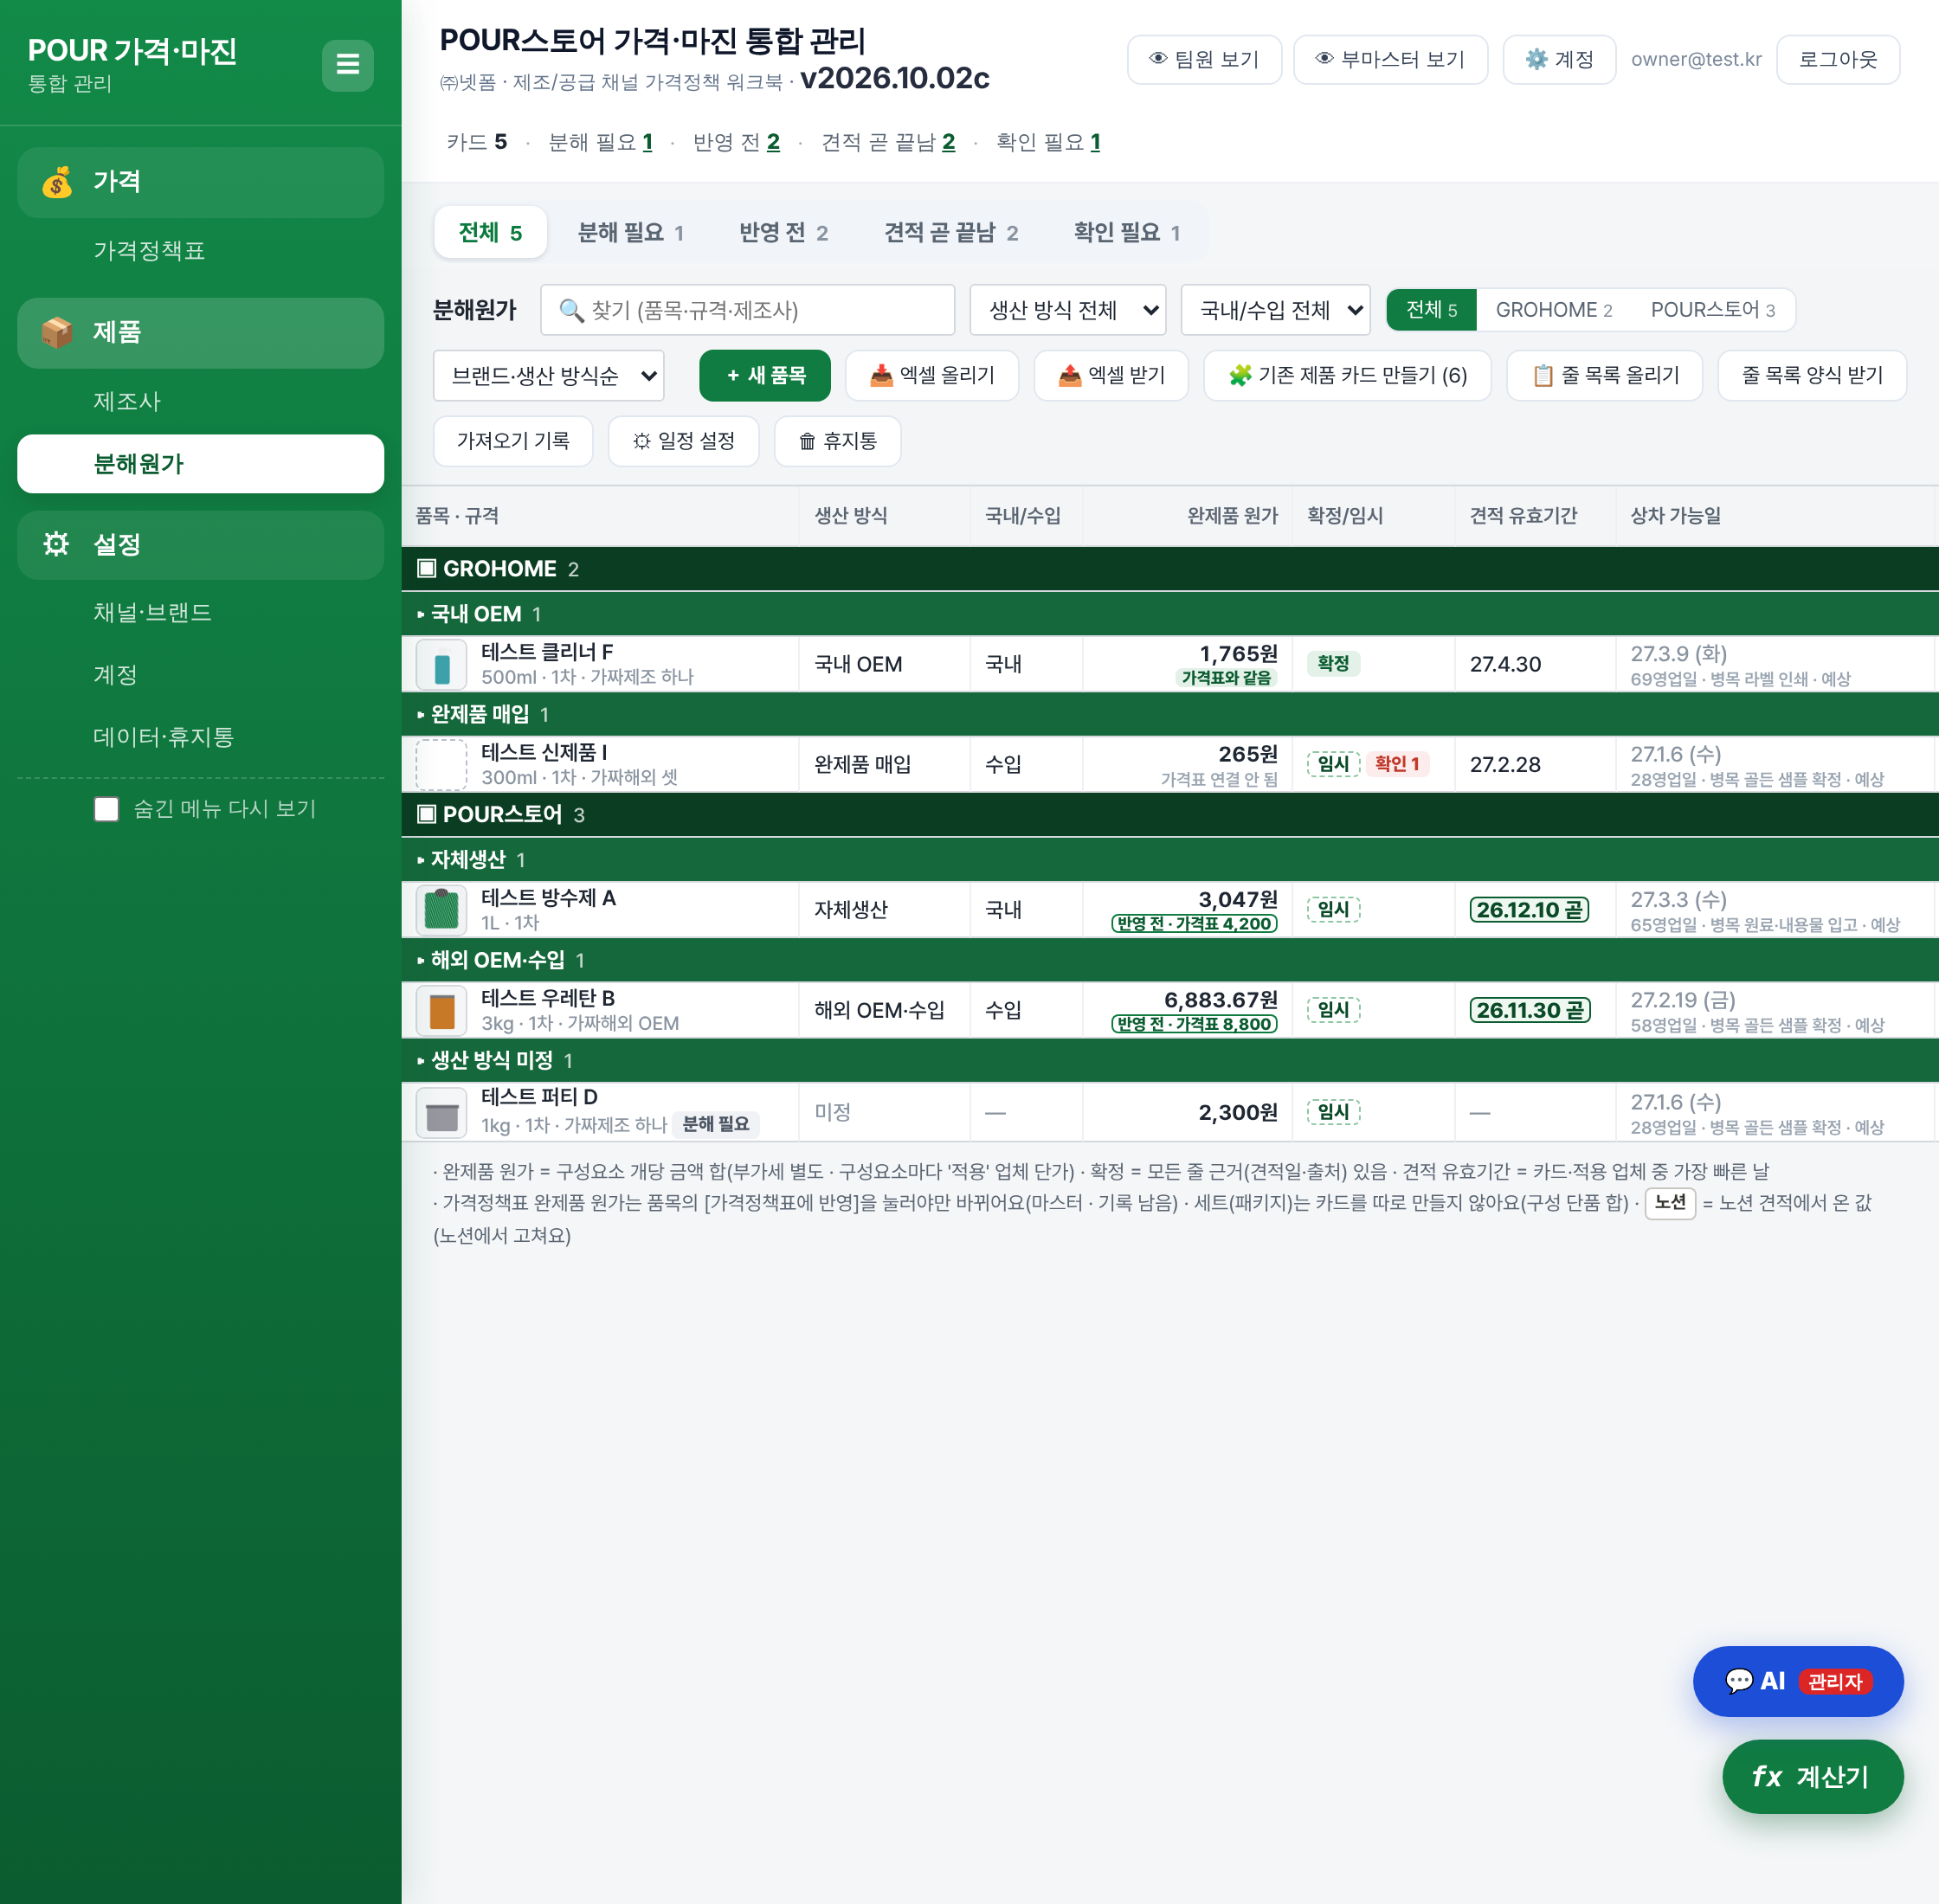 POUR 가격·마진
통합 관리
☰
💰 가격
가격정책표
📦 제품
제조사
분해원가
⚙ 설정
채널·브랜드
계정
데이터·휴지통
숨긴 메뉴 다시 보기
POUR스토어 가격·마진 통합 관리
㈜넷폼 · 제조/공급 채널 가격정책 워크북 · v2026.10.02c
👁 팀원 보기
👁 부마스터 보기
⚙️ 계정
owner@test.kr
로그아웃
카드 5 · 분해 필요 1 · 반영 전 2 · 견적 곧 끝남 2 · 확인 필요 1
전체 5 분해 필요 1 반영 전 2 견적 곧 끝남 2 확인 필요 1
분해원가 🔍 찾기 (품목·규격·제조사) 생산 방식 전체 국내/수입 전체 전체 5 GROHOME 2 POUR스토어 3
브랜드·생산 방식순 + 새 품목 📥 엑셀 올리기 📤 엑셀 받기 🧩 기존 제품 카드 만들기 (6) 📋 줄 목록 올리기 줄 목록 양식 받기
가져오기 기록 ⚙ 일정 설정 🗑 휴지통
품목 · 규격 생산 방식 국내/수입 완제품 원가 확정/임시 견적 유효기간 상차 가능일
▣ GROHOME 2
▸ 국내 OEM 1
테스트 클리너 F
500ml · 1차 · 가짜제조 하나
국내 OEM
국내
1,765원
가격표와 같음
확정
27.4.30
27.3.9 (화)
69영업일 · 병목 라벨 인쇄 · 예상
▸ 완제품 매입 1
테스트 신제품 I
300ml · 1차 · 가짜해외 셋
완제품 매입
수입
265원
가격표 연결 안 됨
임시 확인 1
27.2.28
27.1.6 (수)
28영업일 · 병목 골든 샘플 확정 · 예상
▣ POUR스토어 3
▸ 자체생산 1
테스트 방수제 A
1L · 1차
자체생산
국내
3,047원
반영 전 · 가격표 4,200
임시
26.12.10 곧
27.3.3 (수)
65영업일 · 병목 원료·내용물 입고 · 예상
▸ 해외 OEM·수입 1
테스트 우레탄 B
3kg · 1차 · 가짜해외 OEM
해외 OEM·수입
수입
6,883.67원
반영 전 · 가격표 8,800
임시
26.11.30 곧
27.2.19 (금)
58영업일 · 병목 골든 샘플 확정 · 예상
▸ 생산 방식 미정 1
테스트 퍼티 D
1kg · 1차 · 가짜제조 하나 분해 필요
미정
—
2,300원
임시
—
27.1.6 (수)
28영업일 · 병목 골든 샘플 확정 · 예상
· 완제품 원가 = 구성요소 개당 금액 합(부가세 별도 · 구성요소마다 '적용' 업체 단가) · 확정 = 모든 줄 근거(견적일·출처) 있음 · 견적 유효기간 = 카드·적용 업체 중 가장 빠른 날
· 가격정책표 완제품 원가는 품목의 [가격정책표에 반영]을 눌러야만 바뀌어요(마스터 · 기록 남음) · 세트(패키지)는 카드를 따로 만들지 않아요(구성 단품 합) · 노션 = 노션 견적에서 온 값
(노션에서 고쳐요)
💬 AI 관리자
fx 계산기